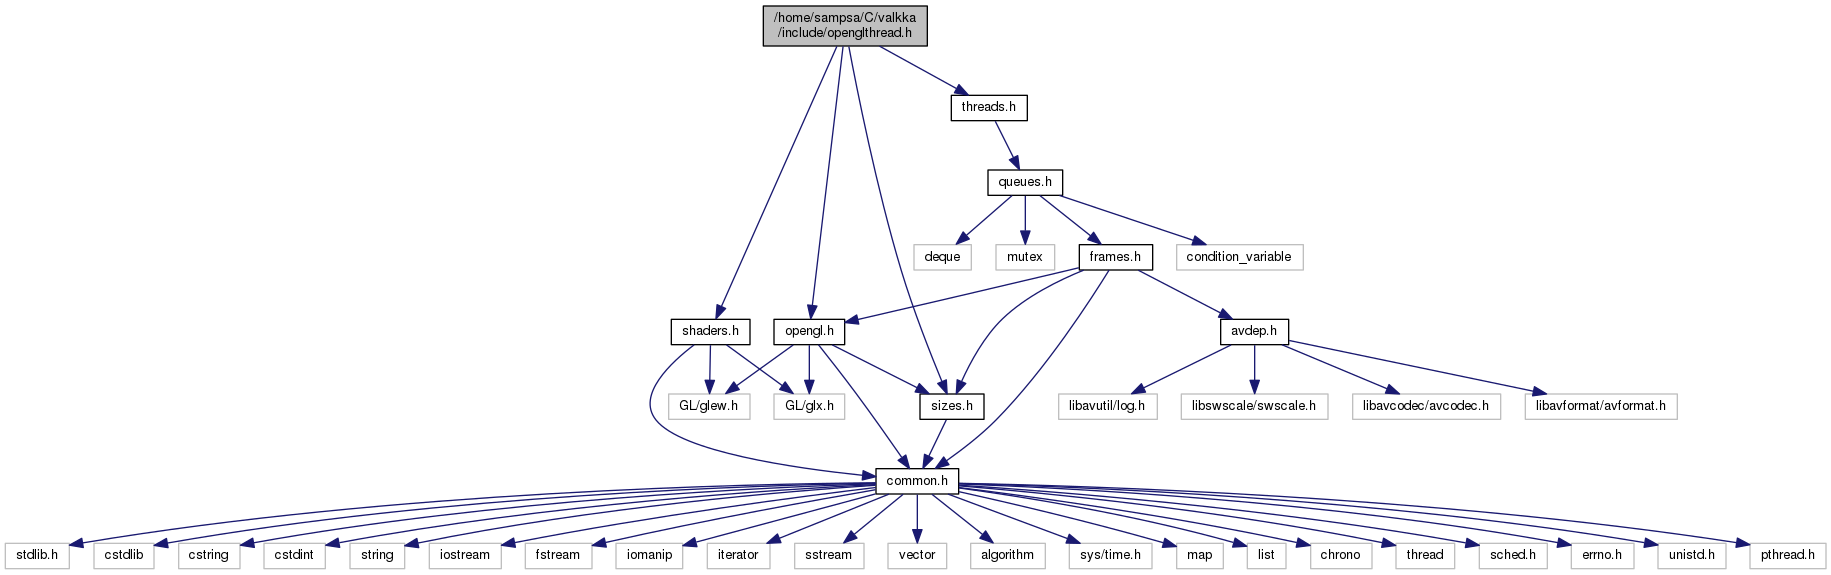 /home/sampsa/C/valkka
/include/openglthread.h
threads.h
queues.h
deque
mutex
frames.h
condition_variable
shaders.h
opengl.h
avdep.h
GL/glew.h
GL/glx.h
sizes.h
libavutil/log.h
libswscale/swscale.h
libavcodec/avcodec.h
libavformat/avformat.h
common.h
stdlib.h
cstdlib
cstring
cstdint
string
iostream
fstream
iomanip
iterator
sstream
vector
algorithm
sys/time.h
map
list
chrono
thread
sched.h
errno.h
unistd.h
pthread.h